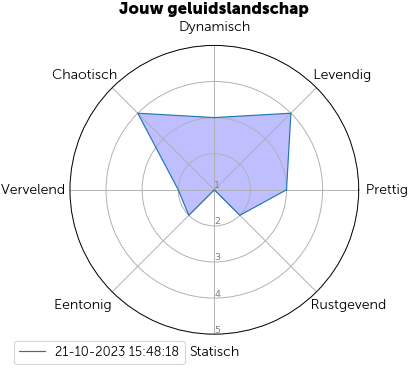 Jouw geluidslandschap
Dynamisch
Chaotisch
Levendig
Vervelend
1
Prettig
2
3
4
Eentonig
Rustgevend
5
21-10-2023 15:48:18
Statisch